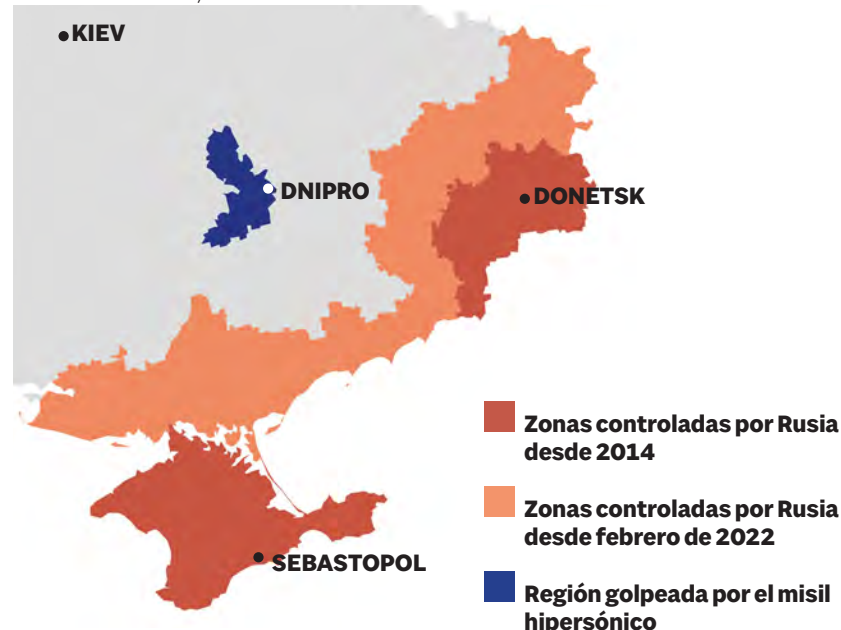 KIEV
DNIPRO
DONETSK
SEBASTOPOL
Zonas controladas por Rusia
desde 2014
Zonas controladas por Rusia
desde febrero de 2022
Región golpeada por el misil
hipersónico